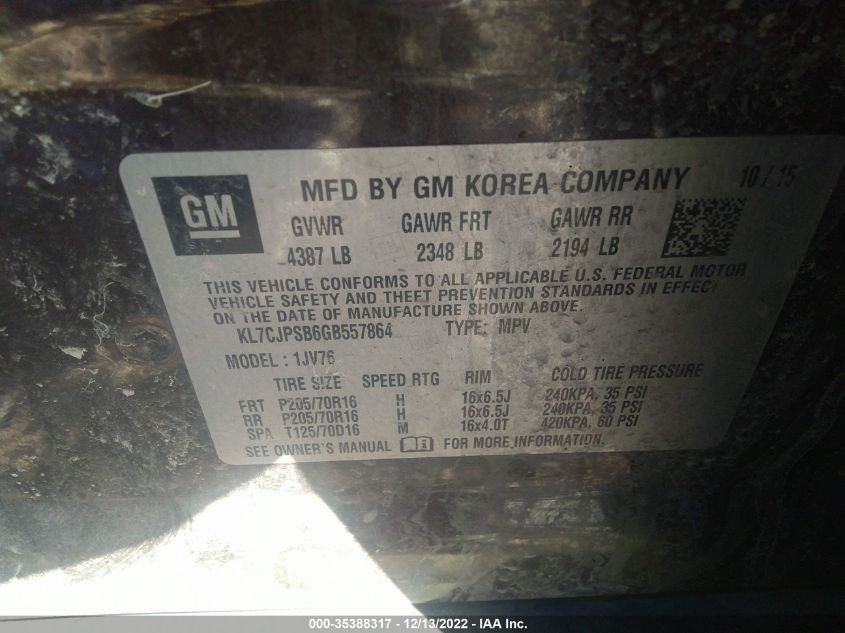 GM
MFD BY GM KOREA COMPANY 10 / 15
GVWR GAWR FRT GAWR RR
4387 LB 2348 LB 2194 LB
THIS VEHICLE CONFORMS TO ALL APPLICABLE U.S. FEDERAL MOTOR
VEHICLE SAFETY AND THEFT PREVENTION STANDARDS IN EFFECT
ON THE DATE OF MANUFACTURE SHOWN ABOVE.
KL7CJPSB6GB557864 TYPE: MPV
MODEL: 1JV76
TIRE SIZE SPEED RTG RIM COLD TIRE PRESSURE
FRT P205/70R16 H 16x6.5J 240KPA, 35 PSI
RR P205/70R16 H 16x6.5J 240KPA, 35 PSI
SPA T125/70D16 M 16x4.0T 420KPA, 60 PSI
SEE OWNER'S MANUAL FOR MORE INFORMATION.
000-35388317 - 12/13/2022 - IAA Inc.